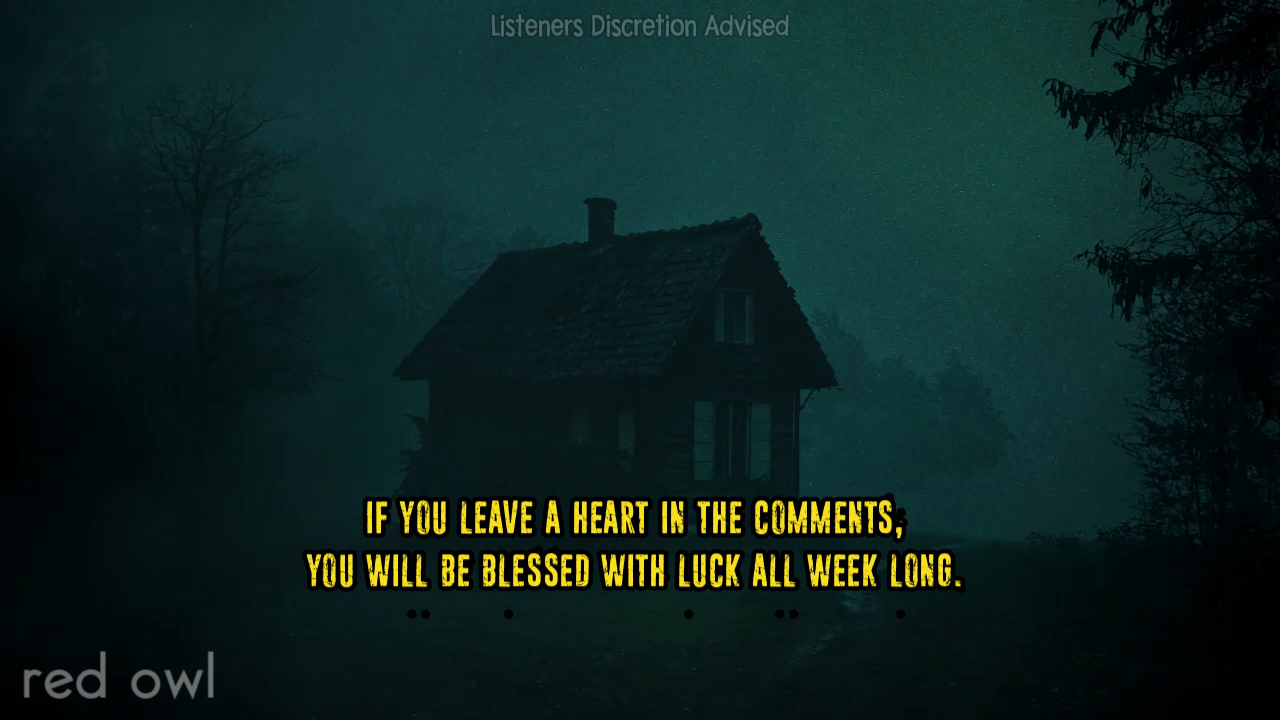 Listeners Discretion Advised
23
IF YOU LEAVE A HEART IN THE COMMENTS,
YOU WILL BE BLESSED WITH LUCK ALL WEEK LONG.
red owl